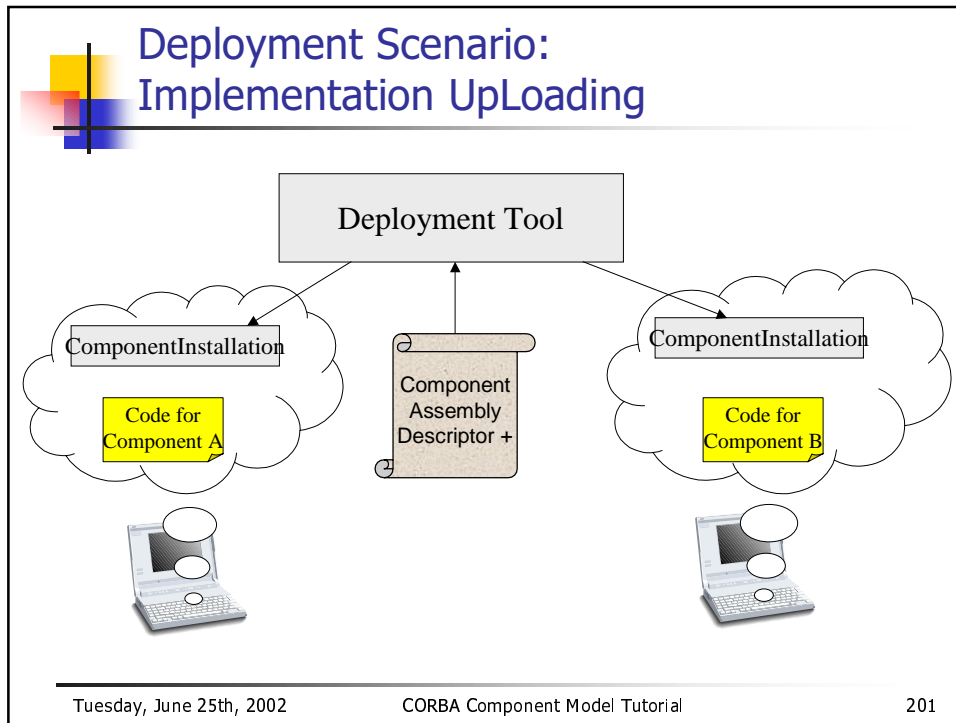 Deployment Scenario:
Implementation UpLoading
Deployment Tool
ComponentInstallation
ComponentInstallation
Component
Assembly
Descriptor +
Code for
Component A
Code for
Component B
Tuesday, June 25th, 2002
CORBA Component Model Tutorial
201